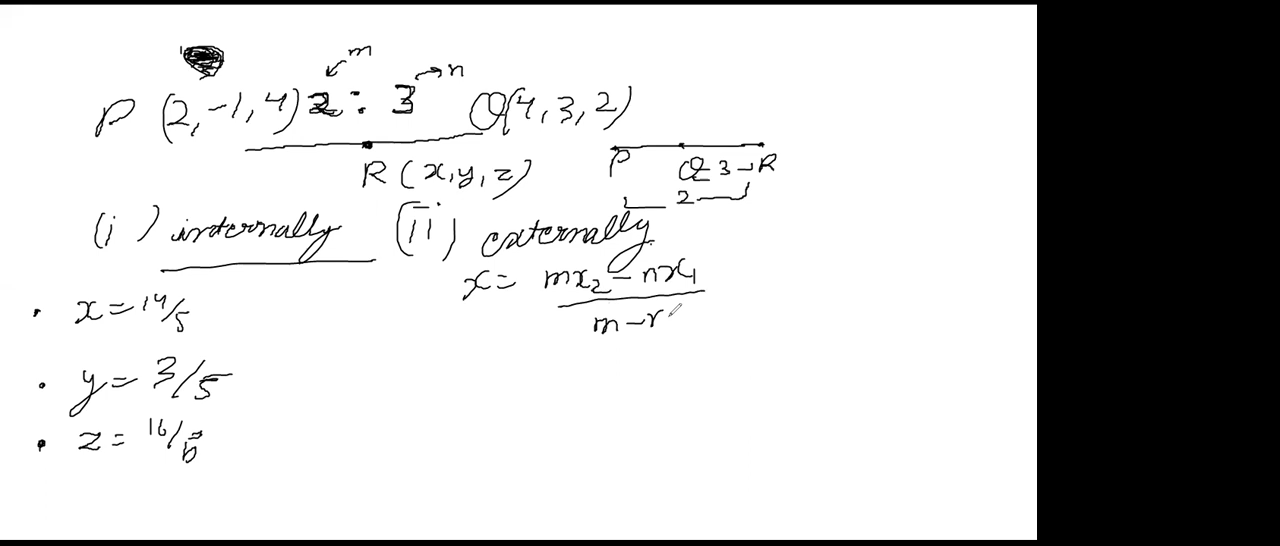 m
n
P (2, -1, 4) 2 : 3 Q(4, 3, 2)
R (x, y, z)
P Q 3 R
2
(i) internally (ii) externally
x = mx₂ - nx₁
m - n
• x = 14/5
• y = 3/5
• z = 16/5